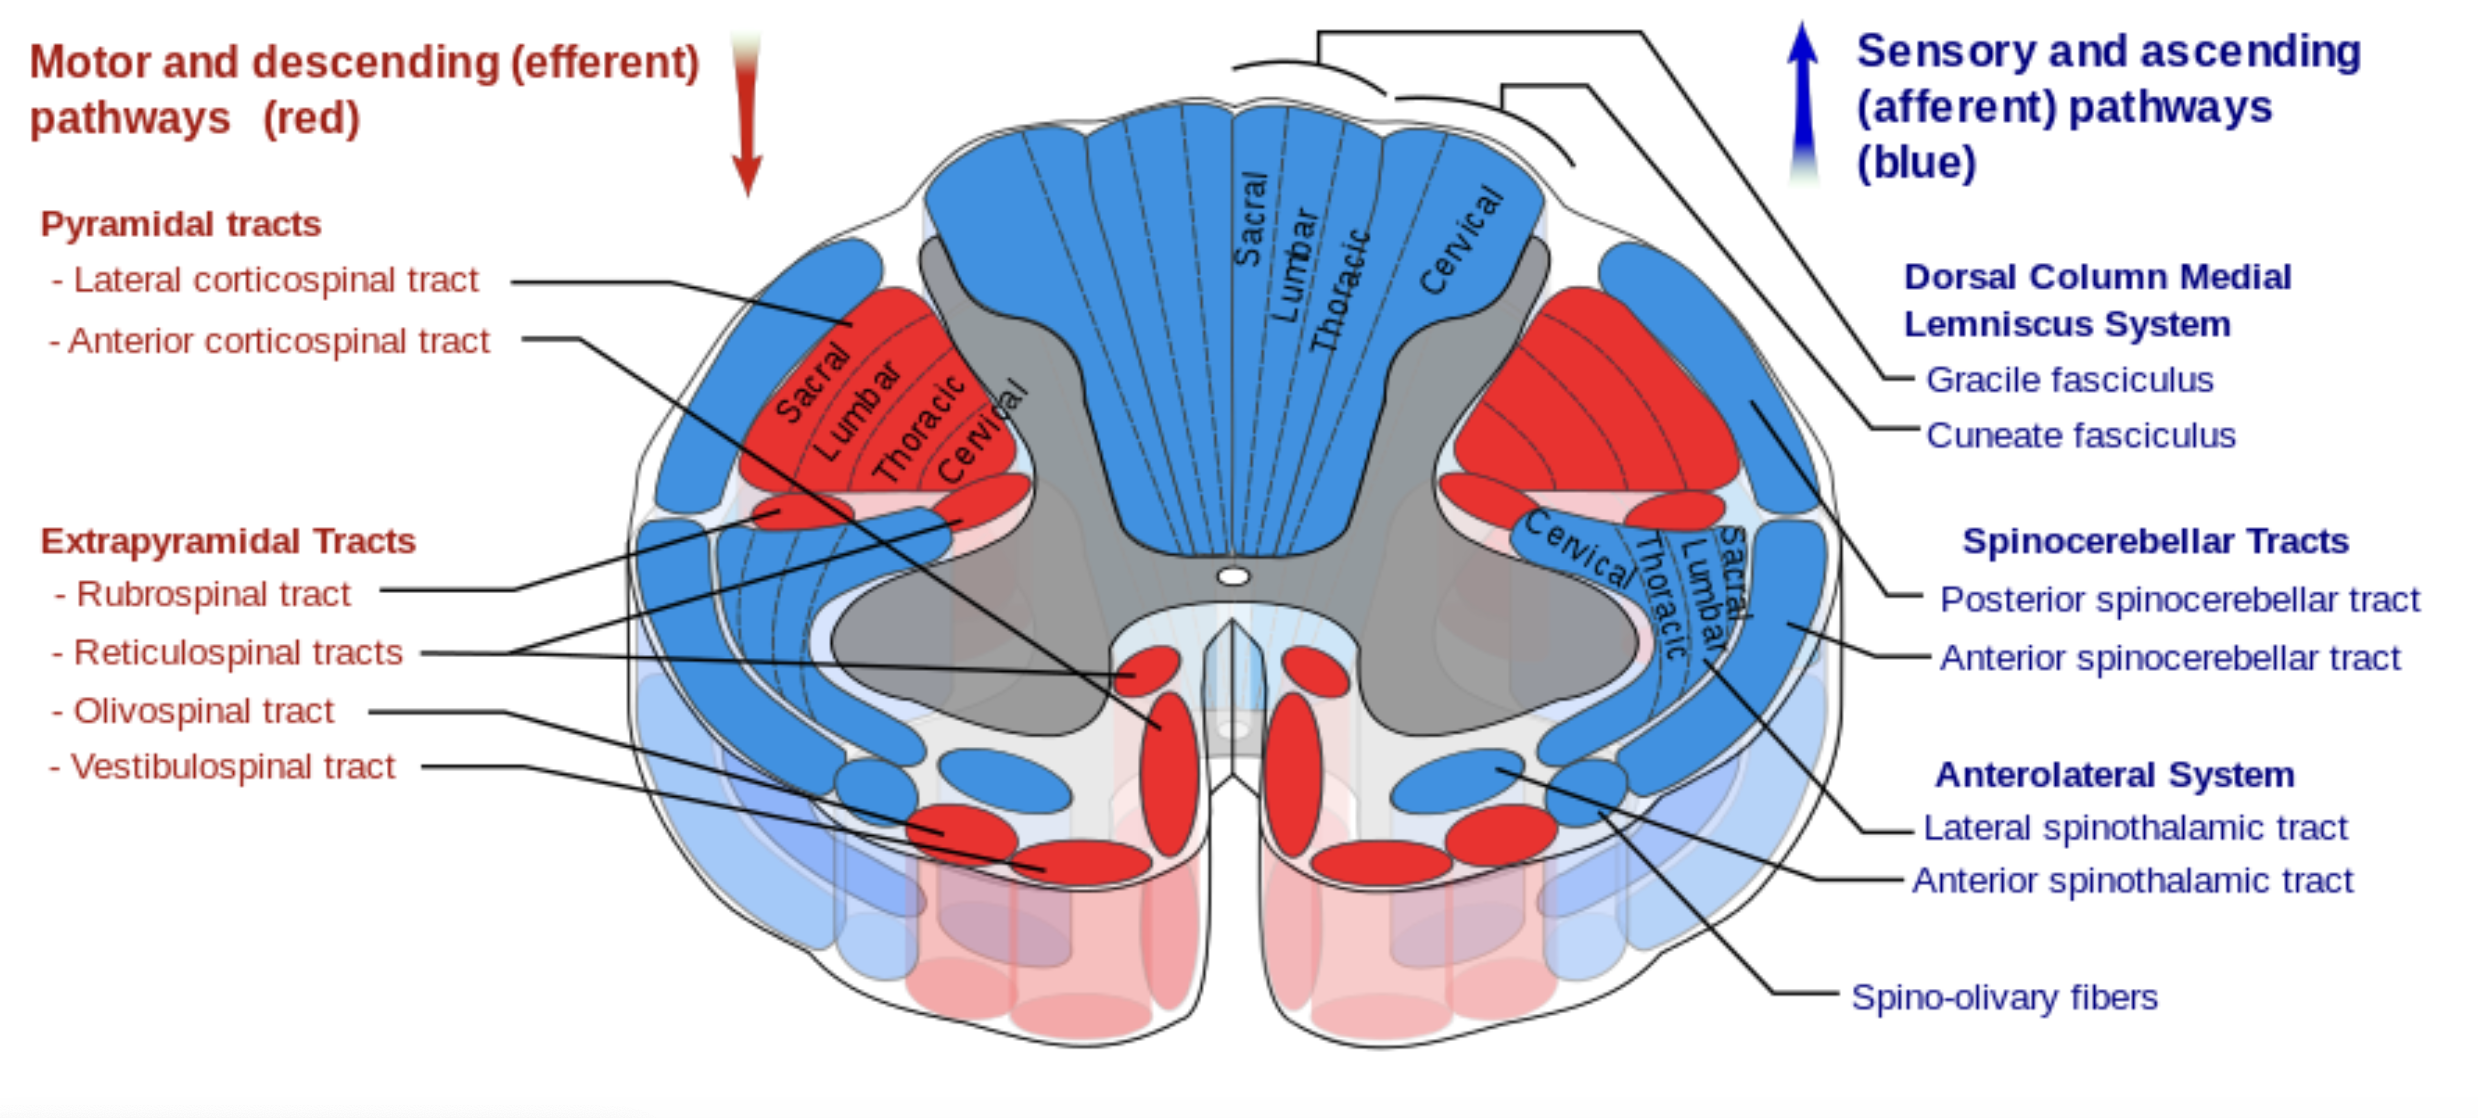 Motor and descending (efferent)
pathways (red)
Pyramidal tracts
- Lateral corticospinal tract
- Anterior corticospinal tract
Extrapyramidal Tracts
- Rubrospinal tract
- Reticulospinal tracts
- Olivospinal tract
- Vestibulospinal tract
Sacral
Lumbar
Thoracic
Cervical
Sacral
Lumbar
Thoracic
Cervical
Cervical
Thoracic
Lumbar
Sacral
Sensory and ascending
(afferent) pathways
(blue)
Dorsal Column Medial
Lemniscus System
Gracile fasciculus
Cuneate fasciculus
Spinocerebellar Tracts
Posterior spinocerebellar tract
Anterior spinocerebellar tract
Anterolateral System
Lateral spinothalamic tract
Anterior spinothalamic tract
Spino-olivary fibers